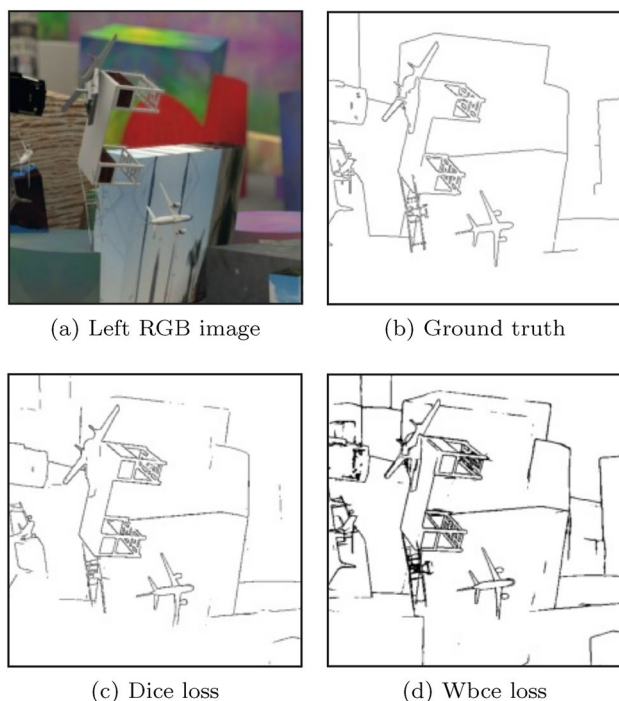 (a) Left RGB image
(b) Ground truth
(c) Dice loss
(d) Wbce loss